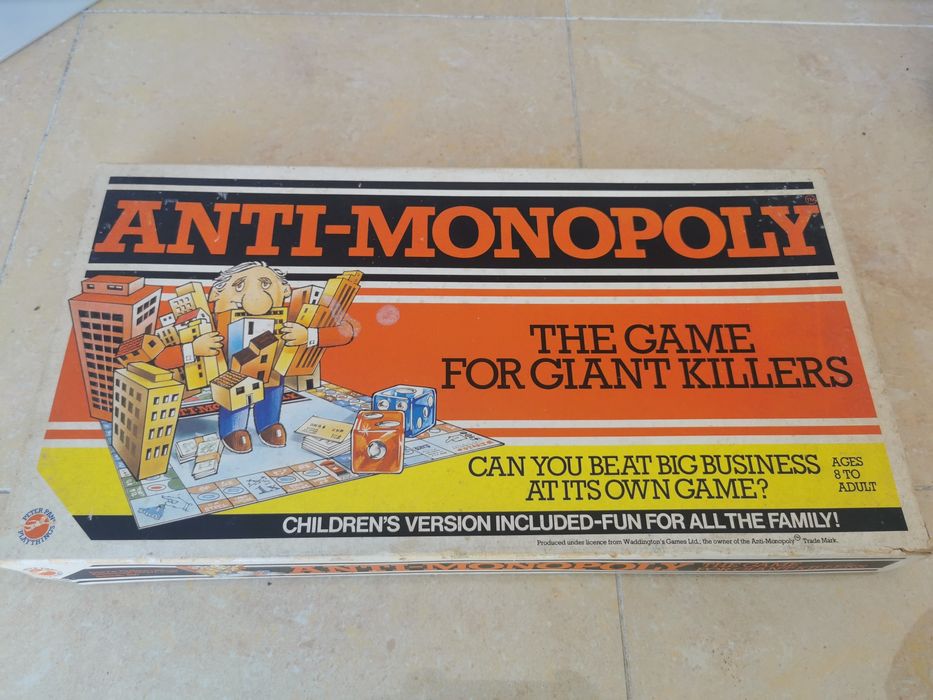 ANTI-MONOPOLY™
THE GAME
FOR GIANT KILLERS
CAN YOU BEAT BIG BUSINESS
AT ITS OWN GAME?
AGES
8 TO
ADULT
CHILDREN'S VERSION INCLUDED-FUN FOR ALL THE FAMILY!
Produced under licence from Waddington's Games Ltd., the owner of the Anti-Monopoly Trade Mark.
PETER PAN
PLAYTHINGS
ANTI-MONOPOLY